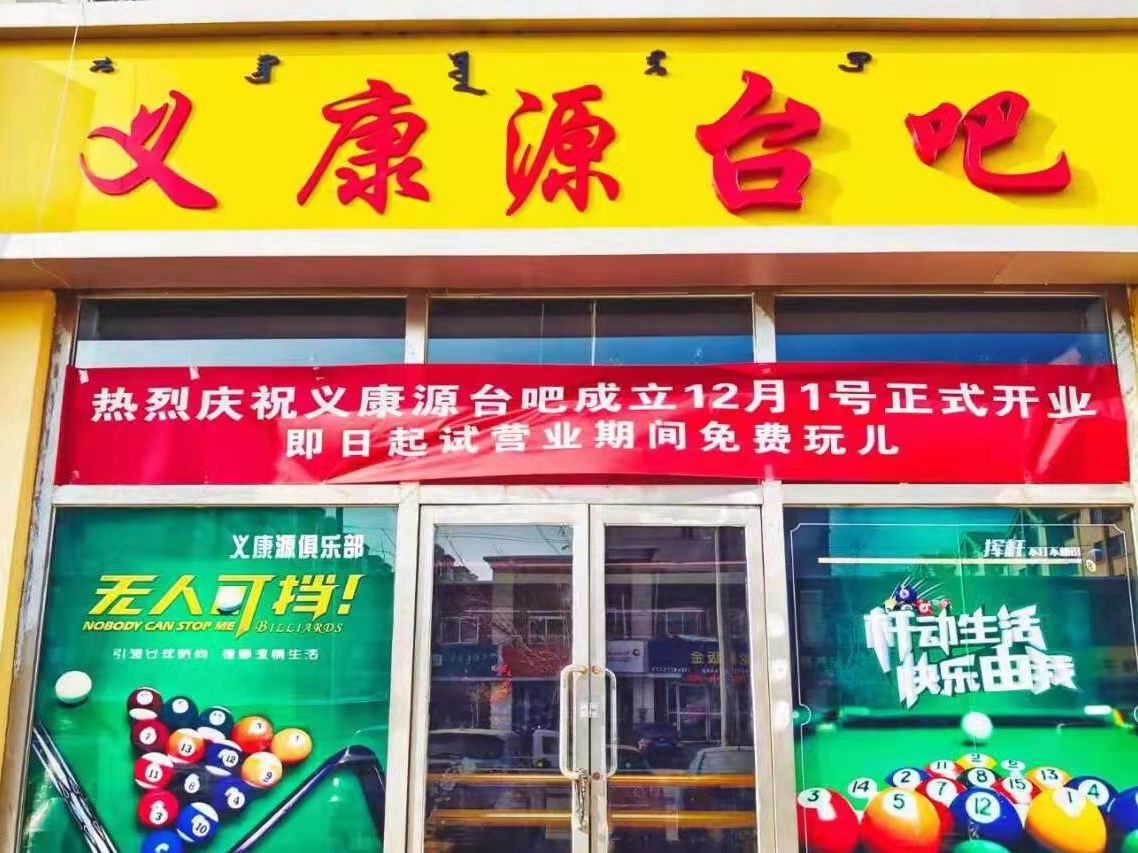 义康源台吧
热烈庆祝义康源台吧成立12月1号正式开业
即日起试营业期间免费玩儿
义康源俱乐部
无人可挡!
NOBODY CAN STOP ME BILLIARDS
挥杆
杆动生活
快乐由我